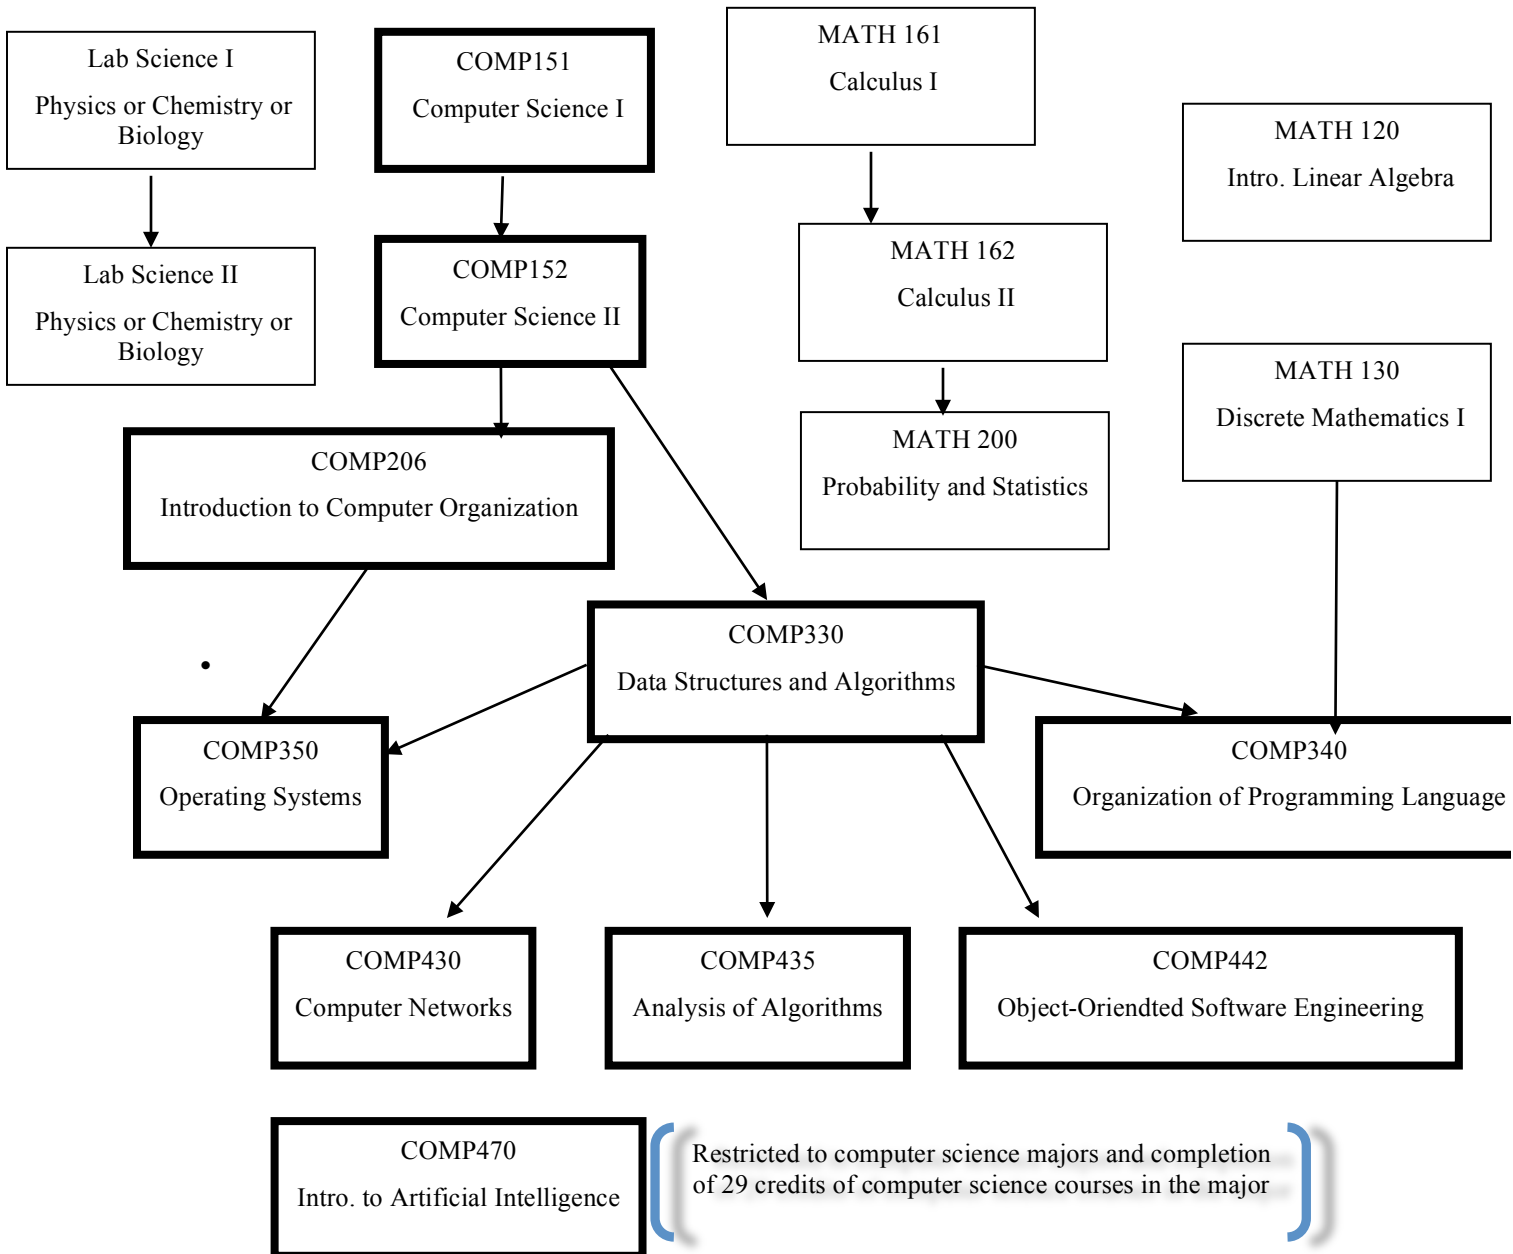 Lab Science I
Physics or Chemistry or
Biology
COMP151
Computer Science I
MATH 161
Calculus I
MATH 120
Intro. Linear Algebra
Lab Science II
Physics or Chemistry or
Biology
COMP152
Computer Science II
MATH 162
Calculus II
MATH 130
Discrete Mathematics I
COMP206
Introduction to Computer Organization
MATH 200
Probability and Statistics
COMP330
Data Structures and Algorithms
COMP350
Operating Systems
COMP340
Organization of Programming Language
COMP430
Computer Networks
COMP435
Analysis of Algorithms
COMP442
Object-Oriendted Software Engineering
COMP470
Intro. to Artificial Intelligence
Restricted to computer science majors and completion
of 29 credits of computer science courses in the major